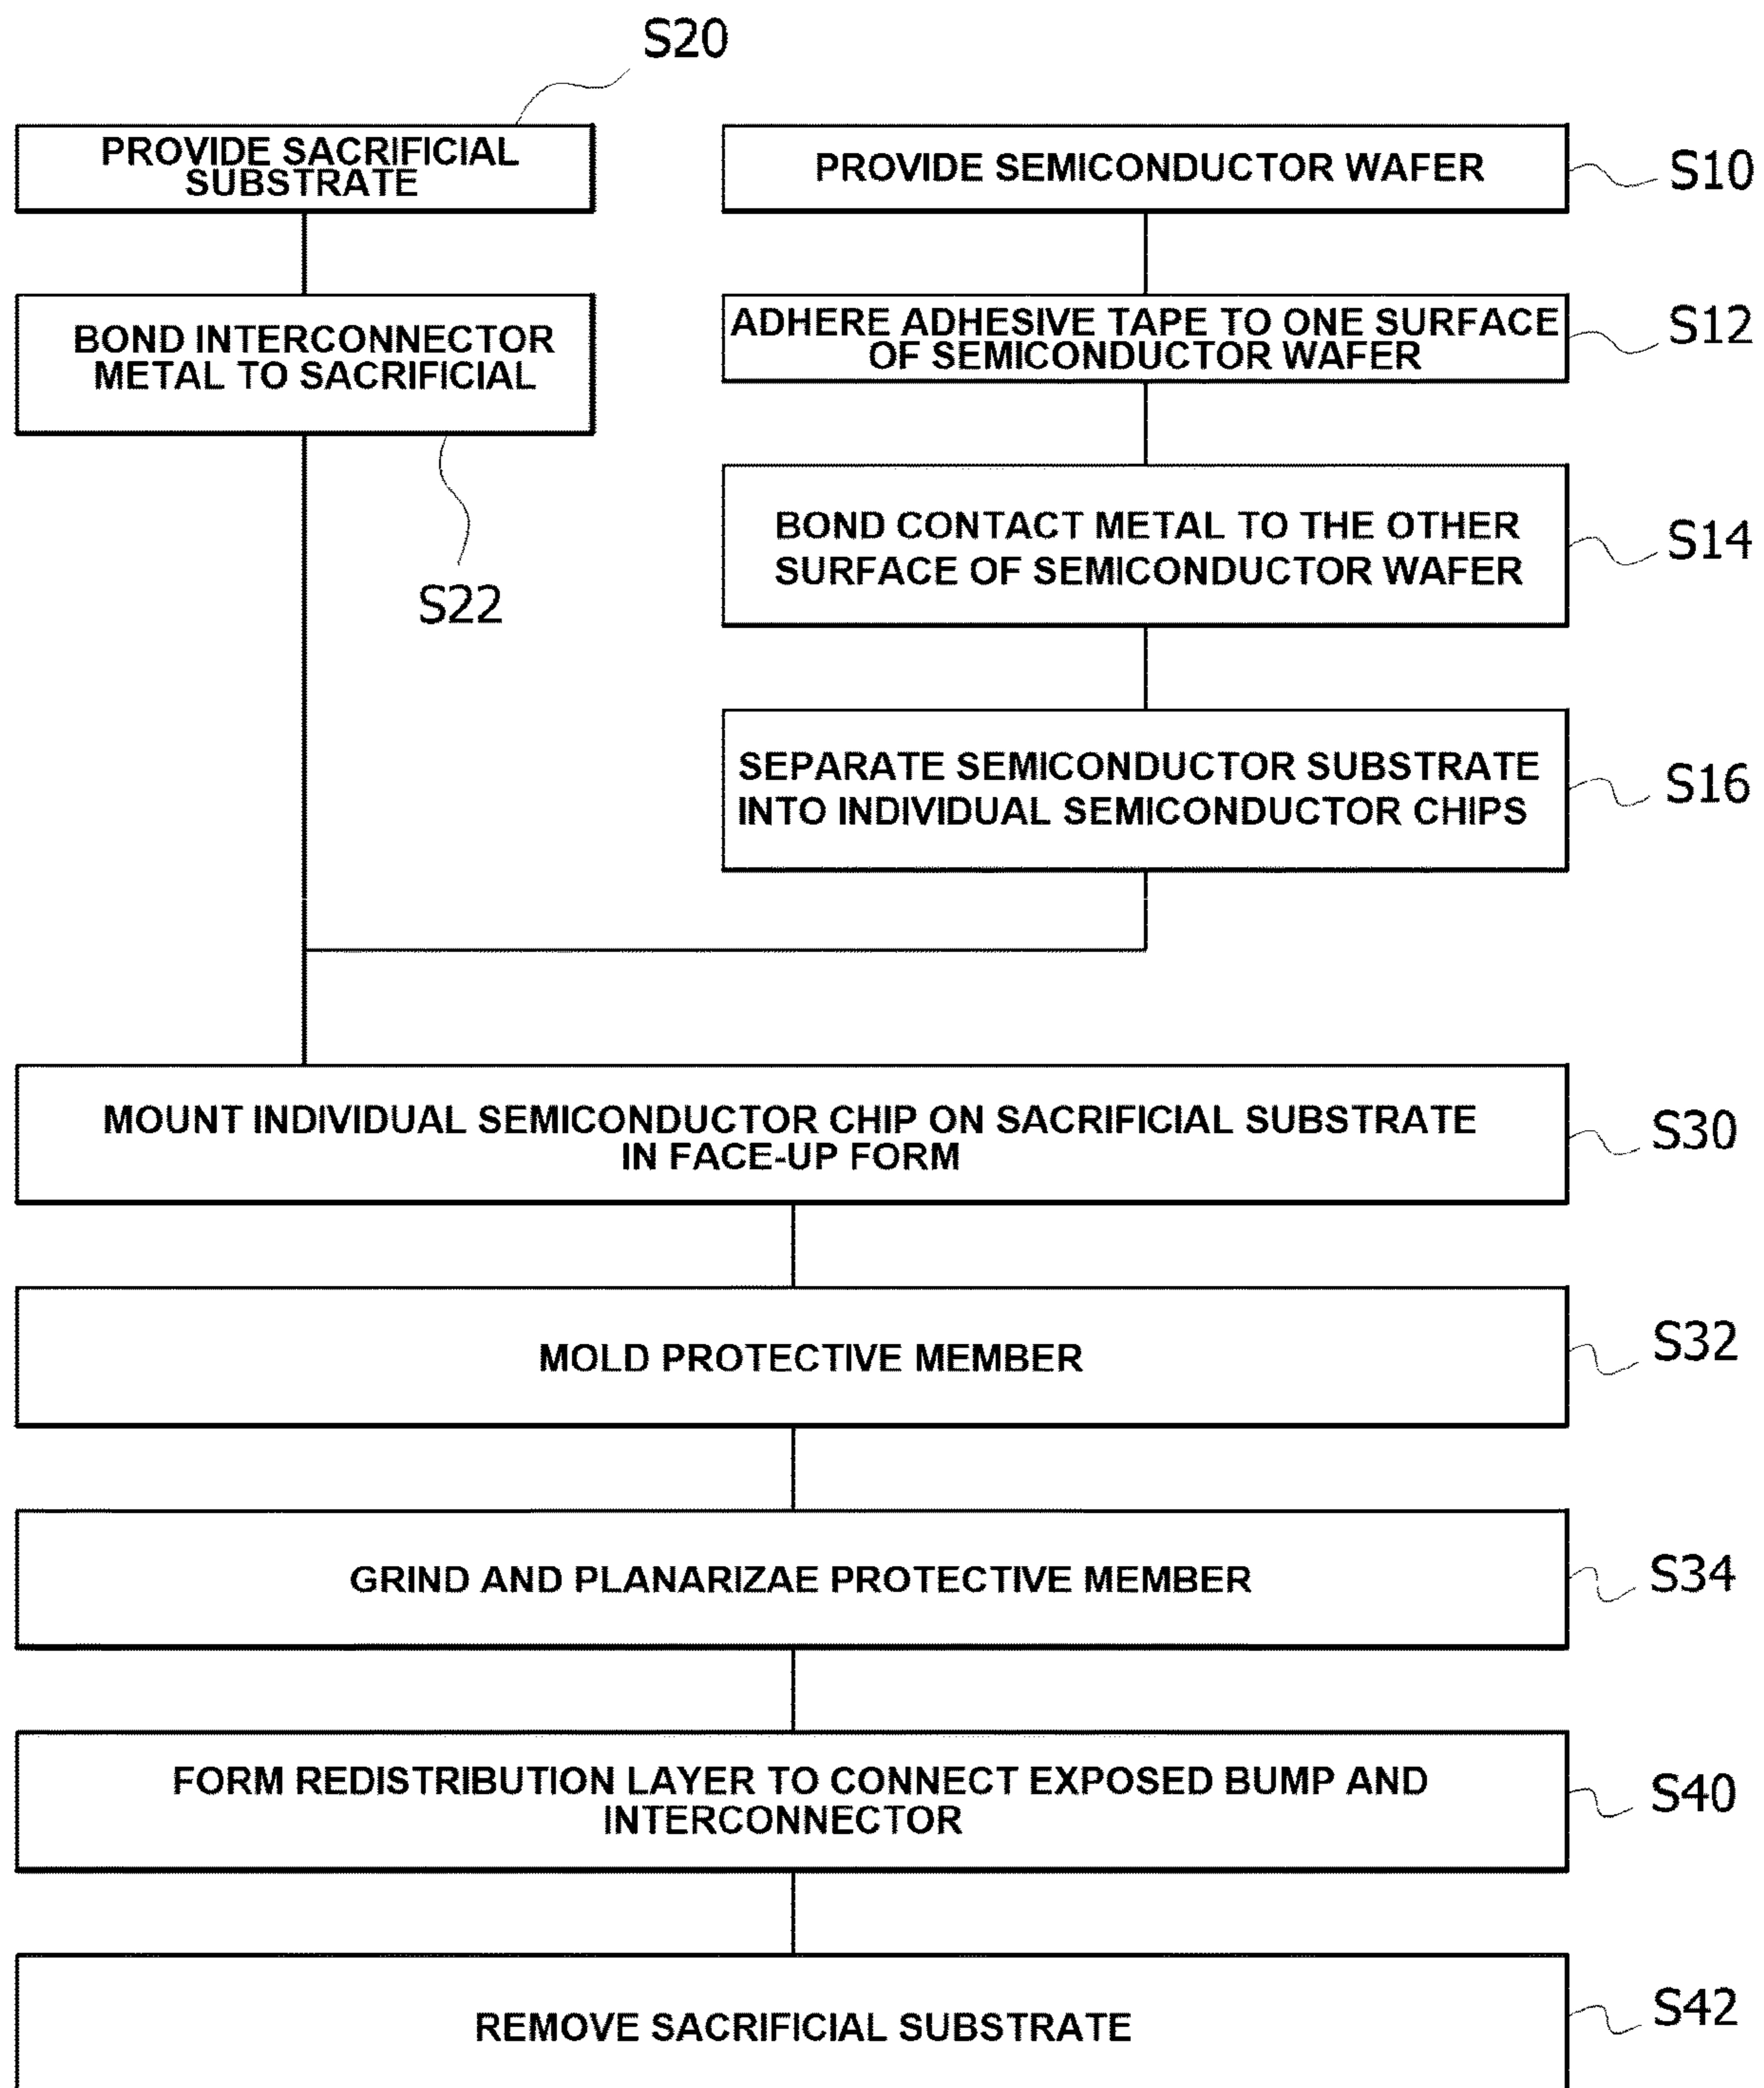 S20
PROVIDE SACRIFICIAL
SUBSTRATE
PROVIDE SEMICONDUCTOR WAFER
S10
BOND INTERCONNECTOR
METAL TO SACRIFICIAL
S22
ADHERE ADHESIVE TAPE TO ONE SURFACE
OF SEMICONDUCTOR WAFER
S12
BOND CONTACT METAL TO THE OTHER
SURFACE OF SEMICONDUCTOR WAFER
S14
SEPARATE SEMICONDUCTOR SUBSTRATE
INTO INDIVIDUAL SEMICONDUCTOR CHIPS
S16
MOUNT INDIVIDUAL SEMICONDUCTOR CHIP ON SACRIFICIAL SUBSTRATE
IN FACE-UP FORM
S30
MOLD PROTECTIVE MEMBER
S32
GRIND AND PLANARIZAE PROTECTIVE MEMBER
S34
FORM REDISTRIBUTION LAYER TO CONNECT EXPOSED BUMP AND
INTERCONNECTOR
S40
REMOVE SACRIFICIAL SUBSTRATE
S42